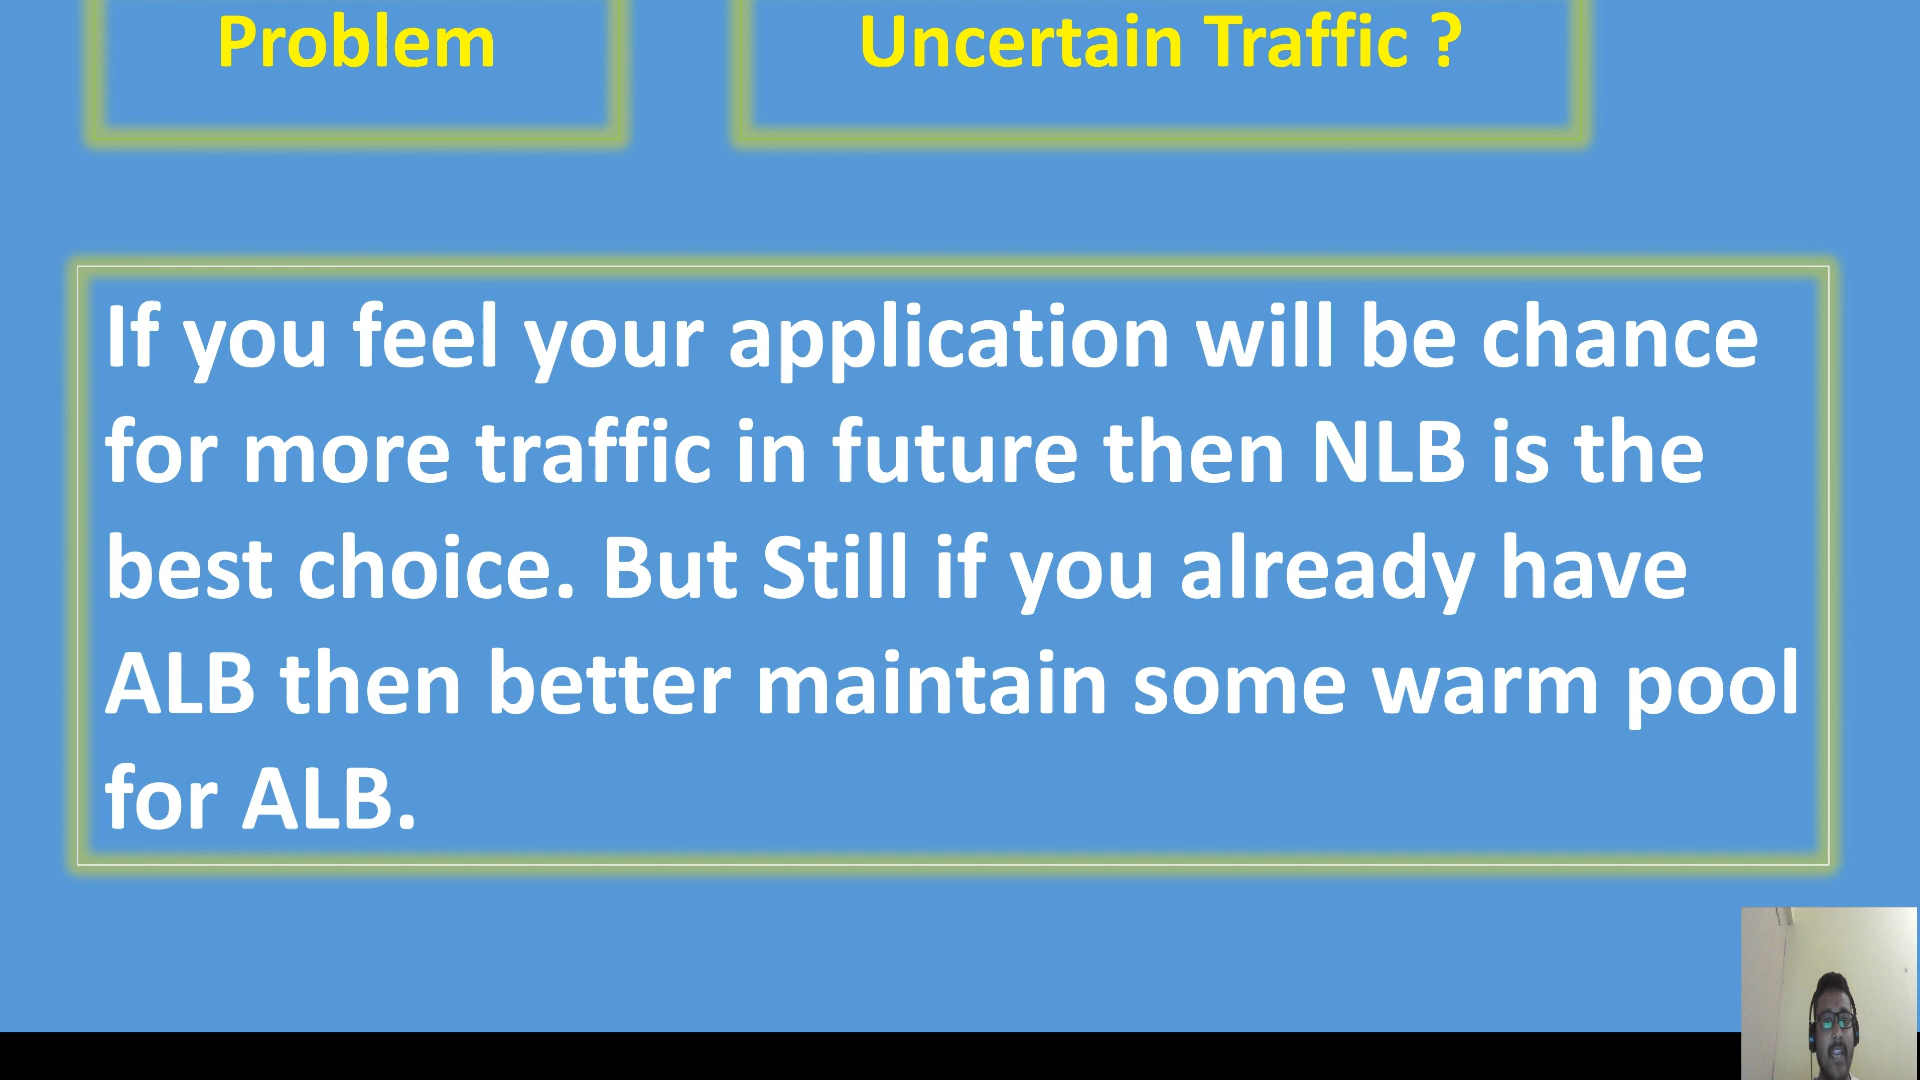 Problem
Uncertain Traffic ?
If you feel your application will be chance
for more traffic in future then NLB is the
best choice. But Still if you already have
ALB then better maintain some warm pool
for ALB.